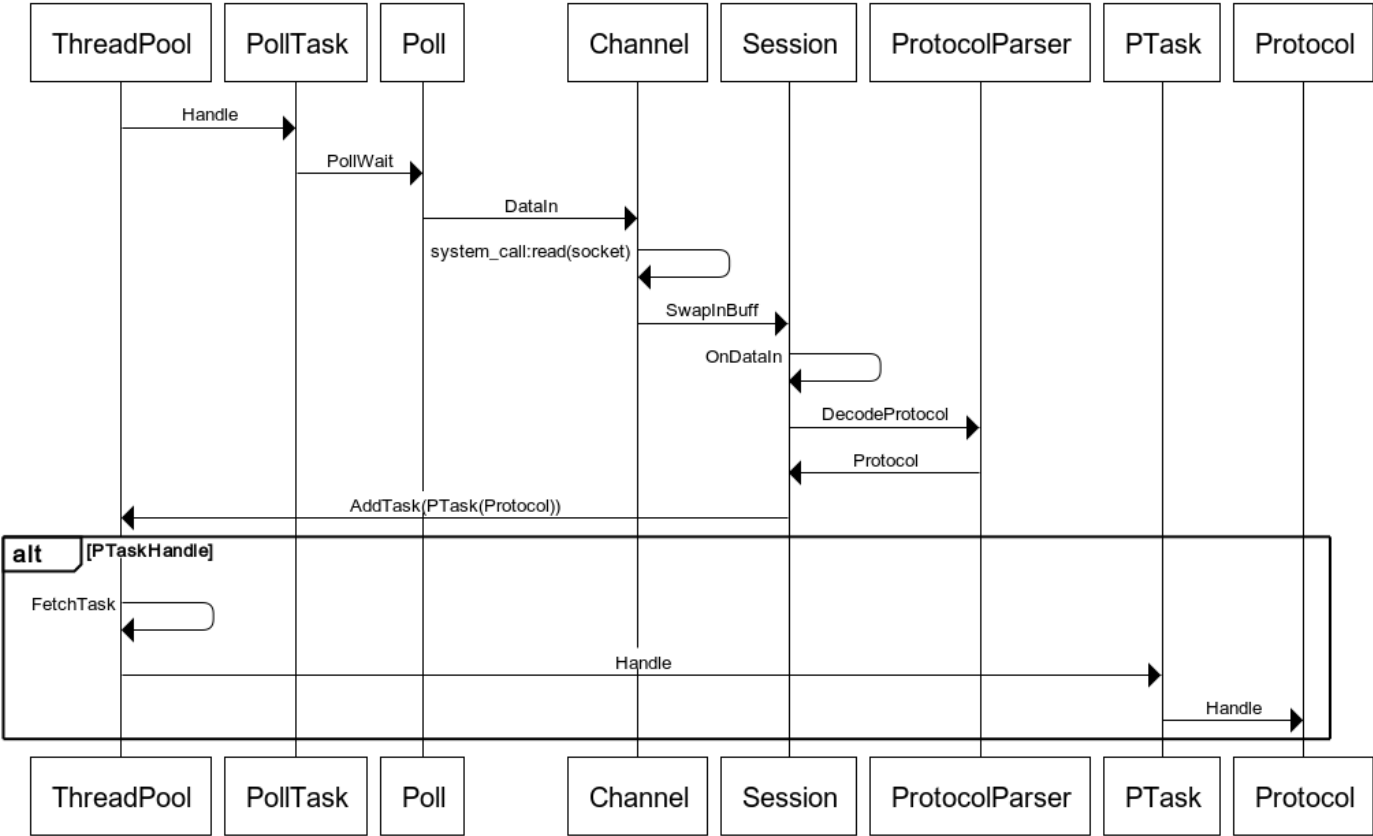 ThreadPool PollTask Poll Channel Session ProtocolParser PTask Protocol
Handle
PollWait
DataIn
system_call:read(socket)
SwapInBuff
OnDataIn
DecodeProtocol
Protocol
AddTask(PTask(Protocol))
alt [PTaskHandle]
FetchTask
Handle
Handle
ThreadPool PollTask Poll Channel Session ProtocolParser PTask Protocol